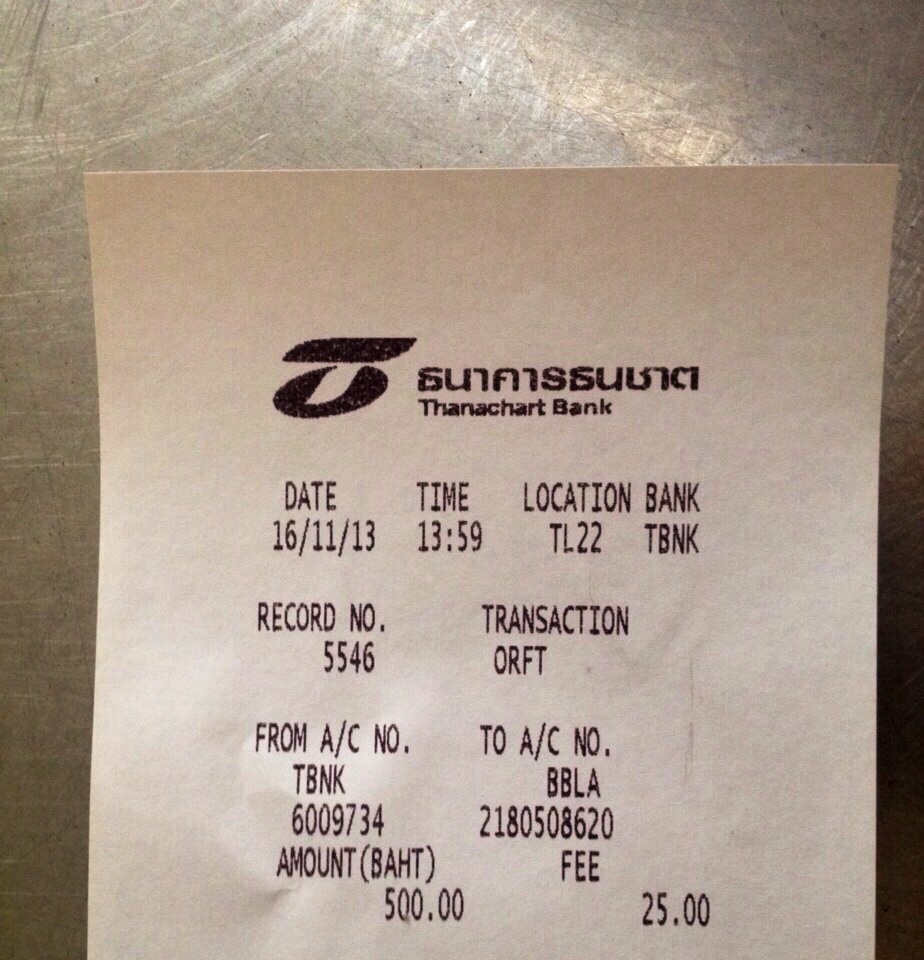 ธนาคารธนชาต
Thanachart Bank
DATE TIME LOCATION BANK
16/11/13 13:59 TL22 TBNK
RECORD NO. TRANSACTION
5546 ORFT
FROM A/C NO. TO A/C NO.
TBNK BBLA
6009734 2180508620
AMOUNT(BAHT) FEE
500.00 25.00